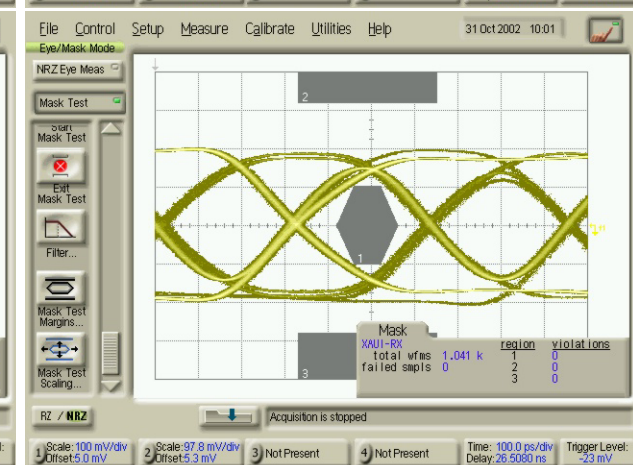 File Control Setup Measure Calibrate Utilities Help 31 Oct 2002 10:01
Eye/Mask Mode
NRZ Eye Meas
Mask Test
Start
Mask Test
Exit
Mask Test
Filter...
Mask Test
Margins...
Mask Test
Scaling...
2
1
3
Mask
XAUI-RX
total wfms 1.041 k
failed smpls 0
region violations
1 0
2 0
3 0
RZ / NRZ
Acquisition is stopped
1) Scale: 100 mV/div
Offset:5.0 mV
2) Scale:97.8 mV/div
Offset:5.3 mV
3) Not Present
4) Not Present
Time: 100.0 ps/div
Delay:26.5080 ns
Trigger Level:
-23 mV